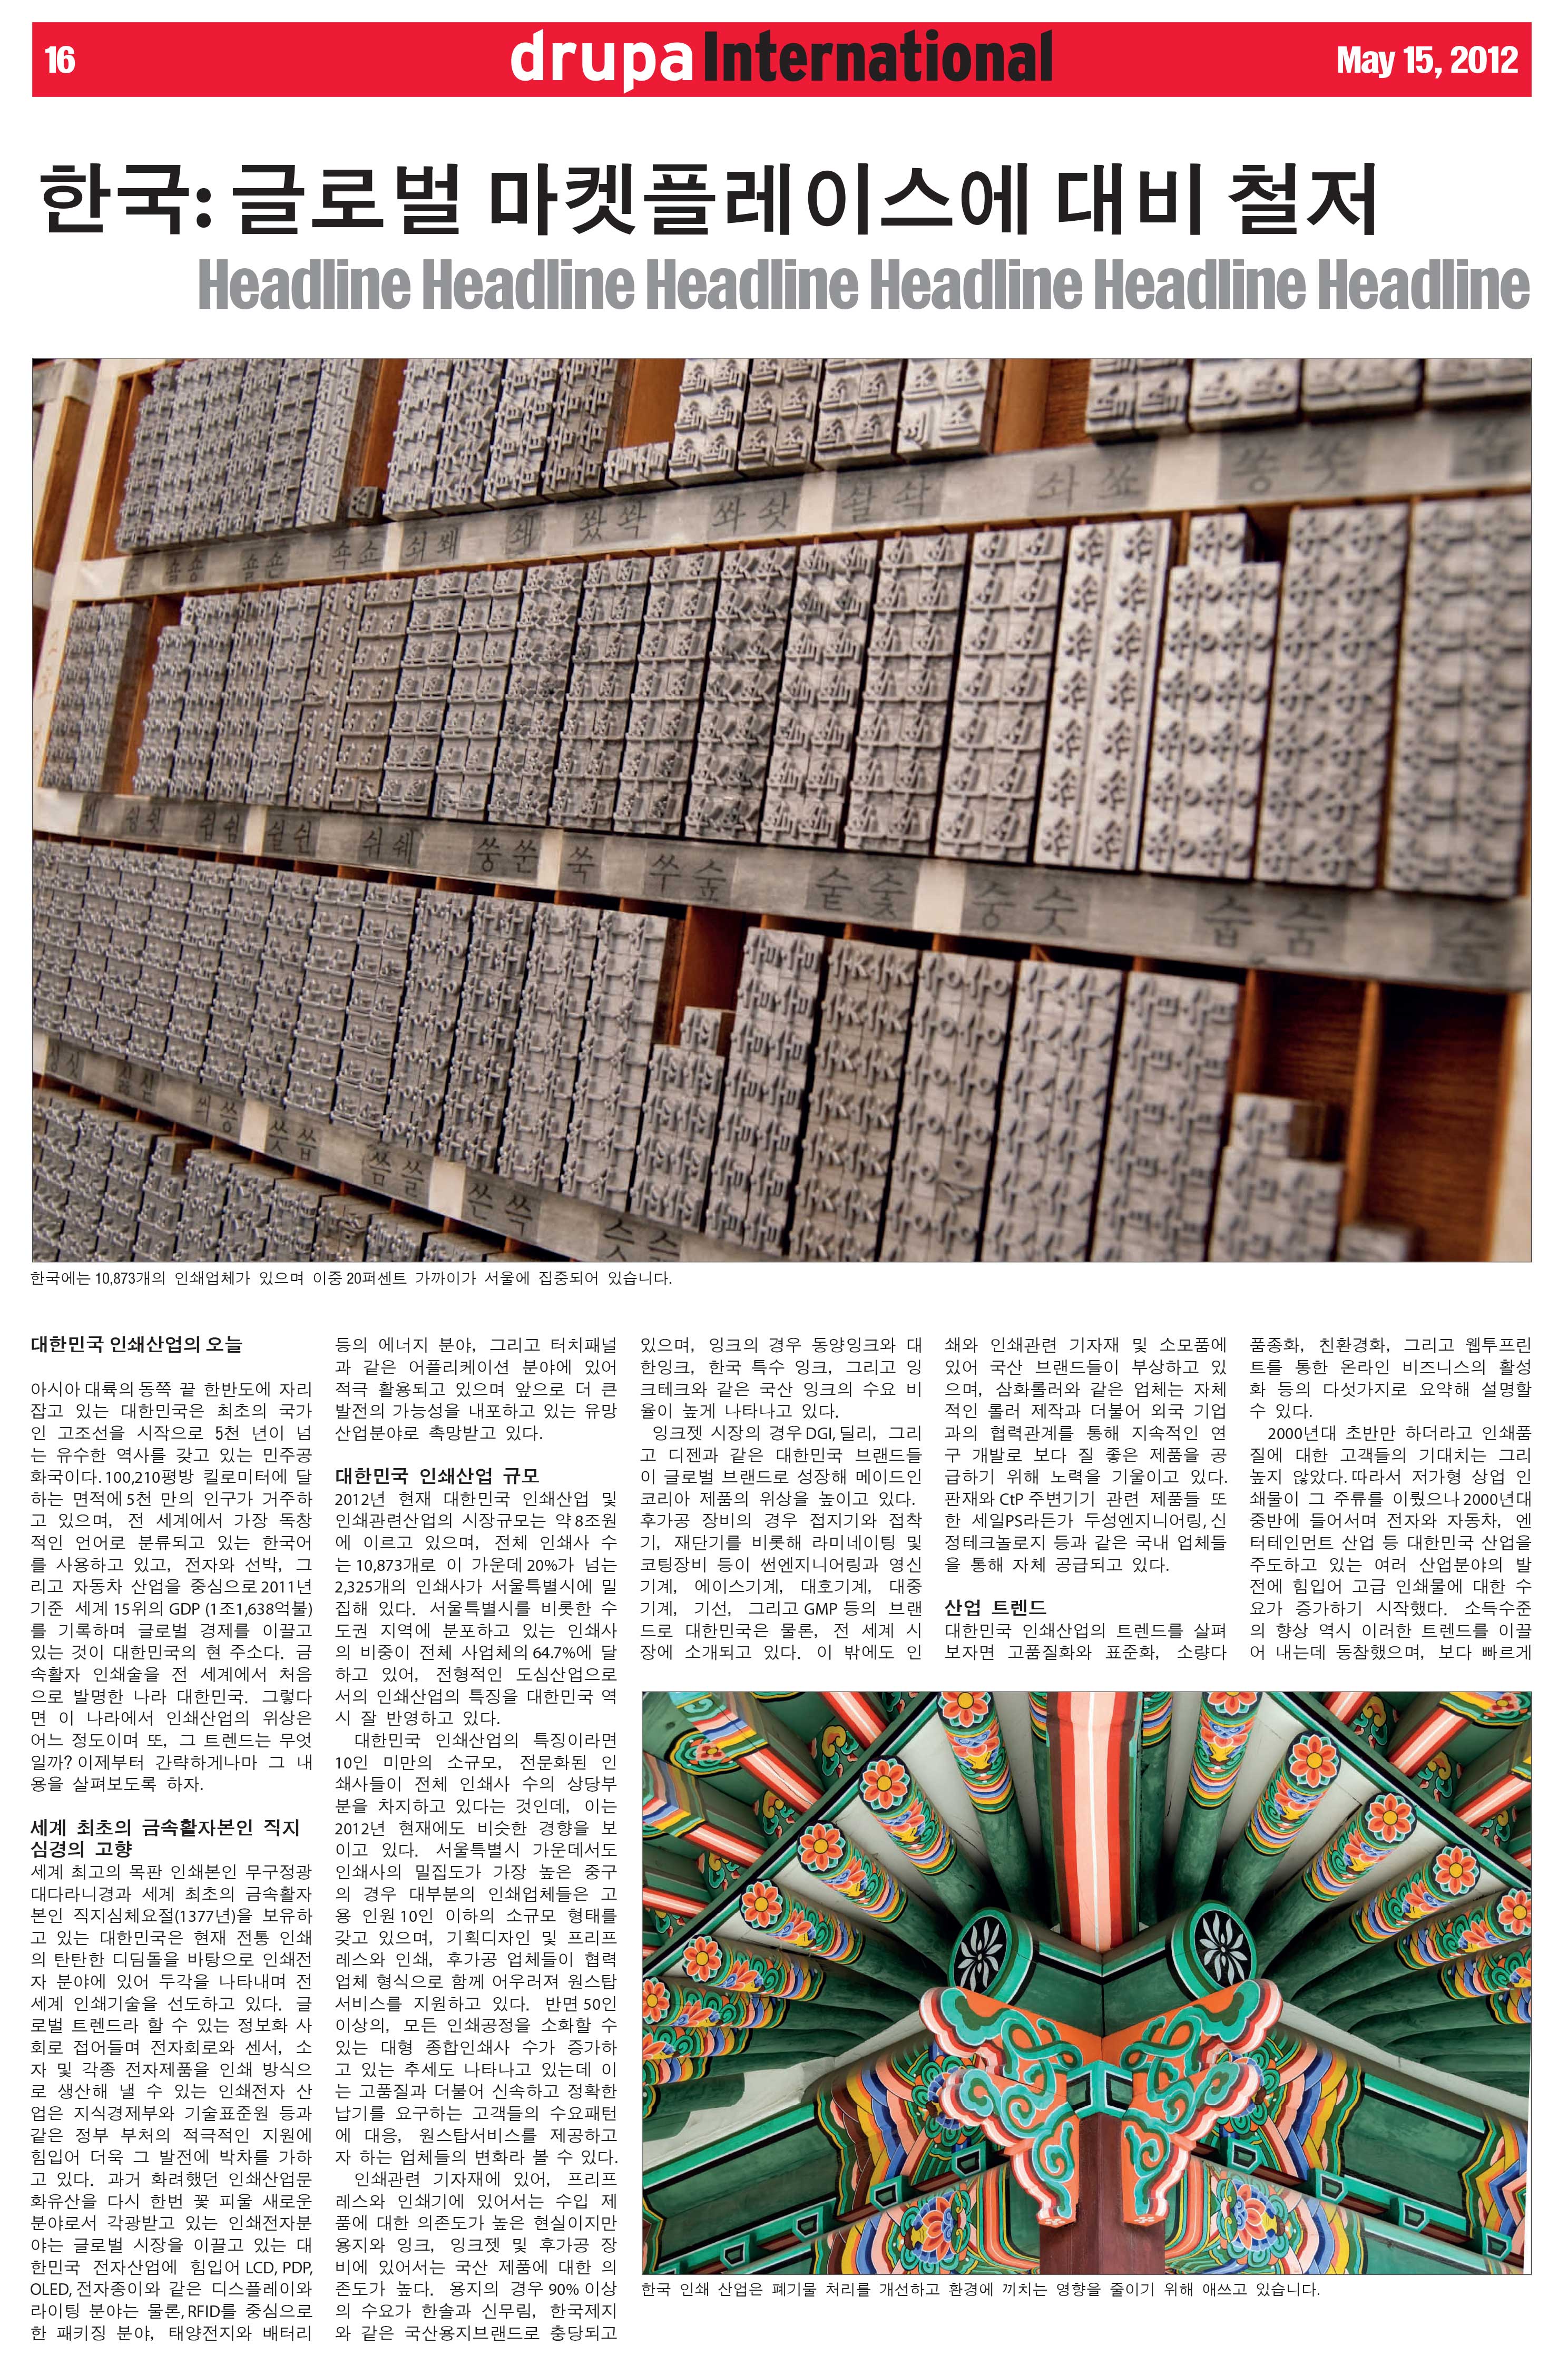 16
drupa International
May 15, 2012
한국: 글로벌 마켓플레이스에 대비 철저
Headline Headline Headline Headline Headline Headline
한국에는 10,873개의 인쇄업체가 있으며 이중 20퍼센트 가까이가 서울에 집중되어 있습니다.
대한민국 인쇄산업의 오늘
아시아 대륙의 동쪽 끝 한반도에 자리
잡고 있는 대한민국은 최초의 국가
인 고조선을 시작으로 5천 년이 넘
는 유수한 역사를 갖고 있는 민주공
화국이다. 100,210평방 킬로미터에 달
하는 면적에 5천 만의 인구가 거주하
고 있으며, 전 세계에서 가장 독창
적인 언어로 분류되고 있는 한국어
를 사용하고 있고, 전자와 선박, 그
리고 자동차 산업을 중심으로 2011년
기준 세계 15위의 GDP (1조1,638억불)
를 기록하며 글로벌 경제를 이끌고
있는 것이 대한민국의 현 주소다. 금
속활자 인쇄술을 전 세계에서 처음
으로 발명한 나라 대한민국. 그렇다
면 이 나라에서 인쇄산업의 위상은
어느 정도이며 또, 그 트렌드는 무엇
일까? 이제부터 간략하게나마 그 내
용을 살펴보도록 하자.
세계 최초의 금속활자본인 직지
심경의 고향
세계 최고의 목판 인쇄본인 무구정광
대다라니경과 세계 최초의 금속활자
본인 직지심체요절(1377년)을 보유하
고 있는 대한민국은 현재 전통 인쇄
의 탄탄한 디딤돌을 바탕으로 인쇄전
자 분야에 있어 두각을 나타내며 전
세계 인쇄기술을 선도하고 있다. 글
로벌 트렌드라 할 수 있는 정보화 사
회로 접어들며 전자회로와 센서, 소
자 및 각종 전자제품을 인쇄 방식으
로 생산해 낼 수 있는 인쇄전자 산
업은 지식경제부와 기술표준원 등과
같은 정부 부처의 적극적인 지원에
힘입어 더욱 그 발전에 박차를 가하
고 있다. 과거 화려했던 인쇄산업문
화유산을 다시 한번 꽃 피울 새로운
분야로서 각광받고 있는 인쇄전자분
야는 글로벌 시장을 이끌고 있는 대
한민국 전자산업에 힘입어 LCD, PDP,
OLED, 전자종이와 같은 디스플레이와
라이팅 분야는 물론, RFID를 중심으로
한 패키징 분야, 태양전지와 배터리
등의 에너지 분야, 그리고 터치패널
과 같은 어플리케이션 분야에 있어
적극 활용되고 있으며 앞으로 더 큰
발전의 가능성을 내포하고 있는 유망
산업분야로 촉망받고 있다.
대한민국 인쇄산업 규모
2012년 현재 대한민국 인쇄산업 및
인쇄관련산업의 시장규모는 약 8조원
에 이르고 있으며, 전체 인쇄사 수
는 10,873개로 이 가운데 20%가 넘는
2,325개의 인쇄사가 서울특별시에 밀
집해 있다. 서울특별시를 비롯한 수
도권 지역에 분포하고 있는 인쇄사
의 비중이 전체 사업체의 64.7%에 달
하고 있어, 전형적인 도심산업으로
서의 인쇄산업의 특징을 대한민국 역
시 잘 반영하고 있다.
대한민국 인쇄산업의 특징이라면
10인 미만의 소규모, 전문화된 인
쇄사들이 전체 인쇄사 수의 상당부
분을 차지하고 있다는 것인데, 이는
2012년 현재에도 비슷한 경향을 보
이고 있다. 서울특별시 가운데서도
인쇄사의 밀집도가 가장 높은 중구
의 경우 대부분의 인쇄업체들은 고
용 인원 10인 이하의 소규모 형태를
갖고 있으며, 기획디자인 및 프리프
레스와 인쇄, 후가공 업체들이 협력
업체 형식으로 함께 어우러져 원스탑
서비스를 지원하고 있다. 반면 50인
이상의, 모든 인쇄공정을 소화할 수
있는 대형 종합인쇄사 수가 증가하
고 있는 추세도 나타나고 있는데 이
는 고품질과 더불어 신속하고 정확한
납기를 요구하는 고객들의 수요패턴
에 대응, 원스탑서비스를 제공하고
자 하는 업체들의 변화라 볼 수 있다.
인쇄관련 기자재에 있어, 프리프
레스와 인쇄기에 있어서는 수입 제
품에 대한 의존도가 높은 현실이지만
용지와 잉크, 잉크젯 및 후가공 장
비에 있어서는 국산 제품에 대한 의
존도가 높다. 용지의 경우 90% 이상
의 수요가 한솔과 신무림, 한국제지
와 같은 국산용지브랜드로 충당되고
있으며, 잉크의 경우 동양잉크와 대
한잉크, 한국 특수 잉크, 그리고 잉
크테크와 같은 국산 잉크의 수요 비
율이 높게 나타나고 있다.
잉크젯 시장의 경우 DGI, 딜리, 그리
고 디젠과 같은 대한민국 브랜드들
이 글로벌 브랜드로 성장해 메이드인
코리아 제품의 위상을 높이고 있다.
후가공 장비의 경우 접지기와 접착
기, 재단기를 비롯해 라미네이팅 및
코팅장비 등이 썬엔지니어링과 영신
기계, 에이스기계, 대호기계, 대중
기계, 기선, 그리고 GMP 등의 브랜
드로 대한민국은 물론, 전 세계 시
장에 소개되고 있다. 이 밖에도 인
쇄와 인쇄관련 기자재 및 소모품에
있어 국산 브랜드들이 부상하고 있
으며, 삼화롤러와 같은 업체는 자체
적인 롤러 제작과 더불어 외국 기업
과의 협력관계를 통해 지속적인 연
구 개발로 보다 질 좋은 제품을 공
급하기 위해 노력을 기울이고 있다.
판재와 CtP 주변기기 관련 제품들 또
한 세일PS라든가 두성엔지니어링, 신
정테크놀로지 등과 같은 국내 업체들
을 통해 자체 공급되고 있다.
산업 트렌드
대한민국 인쇄산업의 트렌드를 살펴
보자면 고품질화와 표준화, 소량다
품종화, 친환경화, 그리고 웹투프린
트를 통한 온라인 비즈니스의 활성
화 등의 다섯가지로 요약해 설명할
수 있다.
2000년대 초반만 하더라고 인쇄품
질에 대한 고객들의 기대치는 그리
높지 않았다. 따라서 저가형 상업 인
쇄물이 그 주류를 이뤘으나 2000년대
중반에 들어서며 전자와 자동차, 엔
터테인먼트 산업 등 대한민국 산업을
주도하고 있는 여러 산업분야의 발
전에 힘입어 고급 인쇄물에 대한 수
요가 증가하기 시작했다. 소득수준
의 향상 역시 이러한 트렌드를 이끌
어 내는데 동참했으며, 보다 빠르게
한국 인쇄 산업은 폐기물 처리를 개선하고 환경에 끼치는 영향을 줄이기 위해 애쓰고 있습니다.